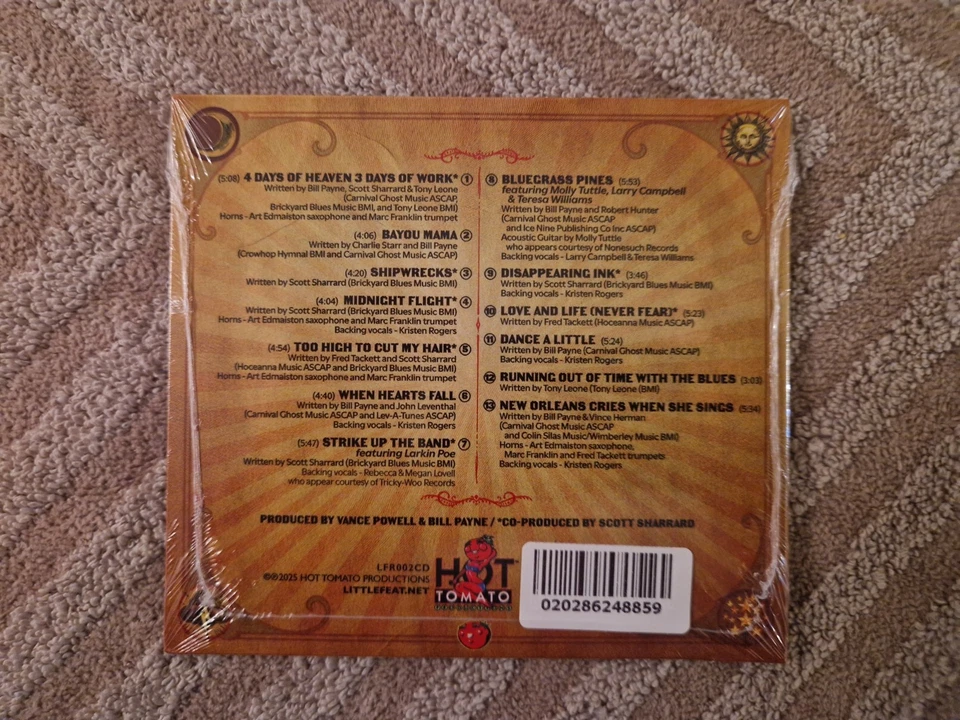 (5:08) 4 DAYS OF HEAVEN 3 DAYS OF WORK* 1
Written by Bill Payne, Scott Sharrard & Tony Leone
(Carnival Ghost Music ASCAP,
Brickyard Blues Music BMI, and Tony Leone BMI)
Horns - Art Edmaiston saxophone and Marc Franklin trumpet
(4:06) BAYOU MAMA 2
Written by Charlie Starr and Bill Payne
(Crowhop Hymnal BMI and Carnival Ghost Music ASCAP)
(4:20) SHIPWRECKS* 3
Written by Scott Sharrard (Brickyard Blues Music BMI)
(4:04) MIDNIGHT FLIGHT* 4
Written by Scott Sharrard (Brickyard Blues Music BMI)
Horns - Art Edmaiston saxophone and Marc Franklin trumpet
Backing vocals - Kristen Rogers
(4:54) TOO HIGH TO CUT MY HAIR* 5
Written by Fred Tackett and Scott Sharrard
(Hoceanna Music ASCAP and Brickyard Blues Music BMI)
Horns - Art Edmaiston saxophone and Marc Franklin trumpet
(4:40) WHEN HEARTS FALL 6
Written by Bill Payne and John Leventhal
(Carnival Ghost Music ASCAP and Lev-A-Tunes ASCAP)
Backing vocals - Kristen Rogers
(5:47) STRIKE UP THE BAND* 7
featuring Larkin Poe
Written by Scott Sharrard (Brickyard Blues Music BMI)
Backing vocals - Rebecca & Megan Lovell
who appear courtesy of Tricky-Woo Records
8 BLUEGRASS PINES (5:53)
featuring Molly Tuttle, Larry Campbell
& Teresa Williams
Written by Bill Payne and Robert Hunter
(Carnival Ghost Music ASCAP
and Ice Nine Publishing Co Inc ASCAP)
Acoustic Guitar by Molly Tuttle
who appears courtesy of Nonesuch Records
Backing vocals - Larry Campbell & Teresa Williams
9 DISAPPEARING INK* (3:46)
Written by Scott Sharrard (Brickyard Blues Music BMI)
Backing vocals - Kristen Rogers
10 LOVE AND LIFE (NEVER FEAR)* (5:23)
Written by Fred Tackett (Hoceanna Music ASCAP)
11 DANCE A LITTLE (5:24)
Written by Bill Payne (Carnival Ghost Music ASCAP)
Backing vocals - Kristen Rogers
12 RUNNING OUT OF TIME WITH THE BLUES (3:03)
Written by Tony Leone (Tony Leone (BMI)
13 NEW ORLEANS CRIES WHEN SHE SINGS (5:34)
Written by Bill Payne & Vince Herman
(Carnival Ghost Music ASCAP
and Colin Silas Music/Wimberley Music BMI)
Horns - Art Edmaiston saxophone,
Marc Franklin and Fred Tackett trumpets
Backing vocals - Kristen Rogers
PRODUCED BY VANCE POWELL & BILL PAYNE / *CO-PRODUCED BY SCOTT SHARRARD
LFR002CD
©℗2025 HOT TOMATO PRODUCTIONS
LITTLEFEAT.NET
HOT
TOMATO
020286248859